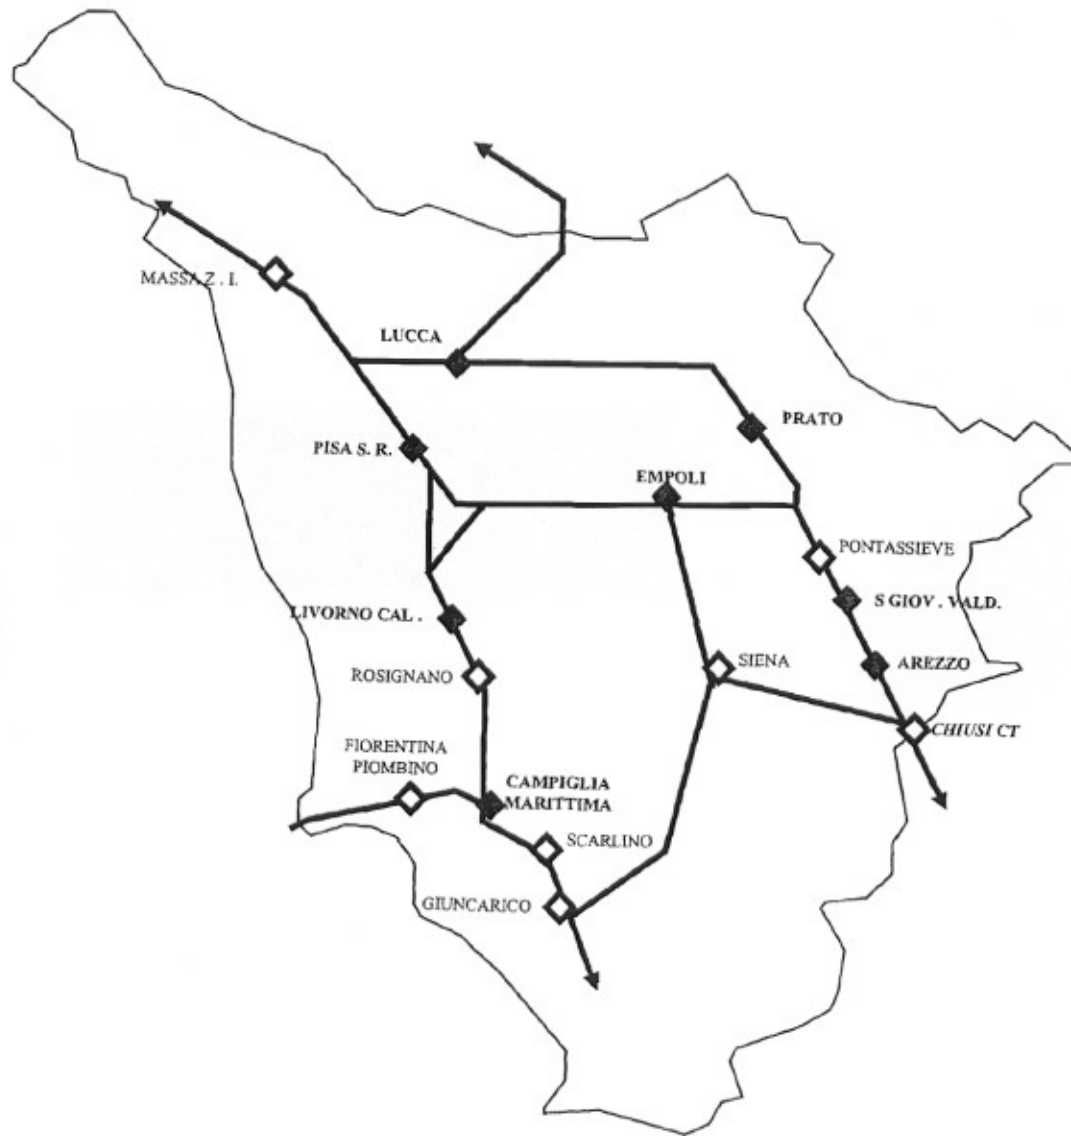 MASSA Z . I.
LUCCA
PRATO
PISA S. R.
EMPOLI
PONTASSIEVE
S GIOV . VALD.
LIVORNO CAL .
AREZZO
SIENA
ROSIGNANO
CHIUSI CT
FIORENTINA
PIOMBINO
CAMPIGLIA
MARITTIMA
SCARLINO
GIUNCARICO